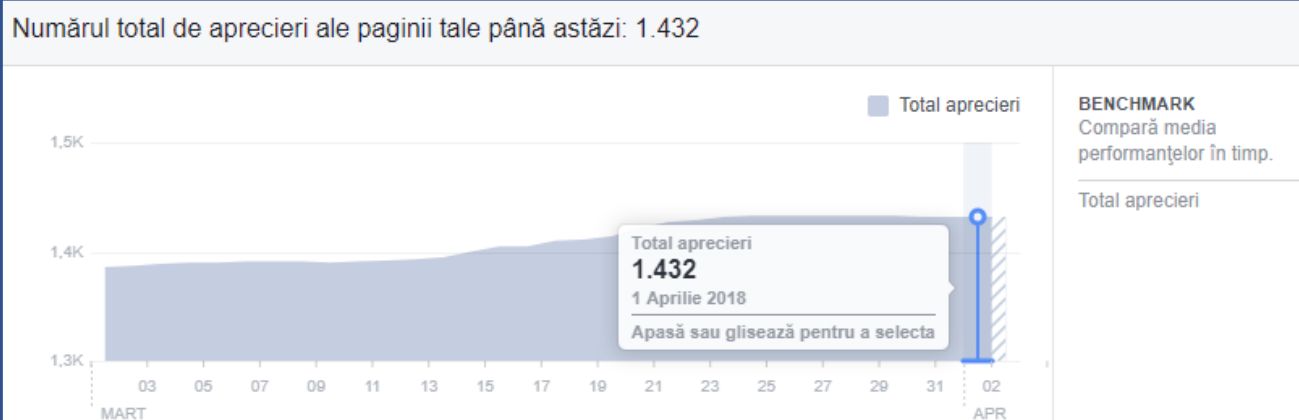 Numărul total de aprecieri ale paginii tale până astăzi: 1.432
Total aprecieri
1,5K
1,4K
1,3K
Total aprecieri
1.432
1 Aprilie 2018
Apasă sau glisează pentru a selecta
03 05 07 09 11 13 15 17 19 21 23 25 27 29 31 02
MART APR
BENCHMARK
Compară media
performanţelor în timp.
Total aprecieri